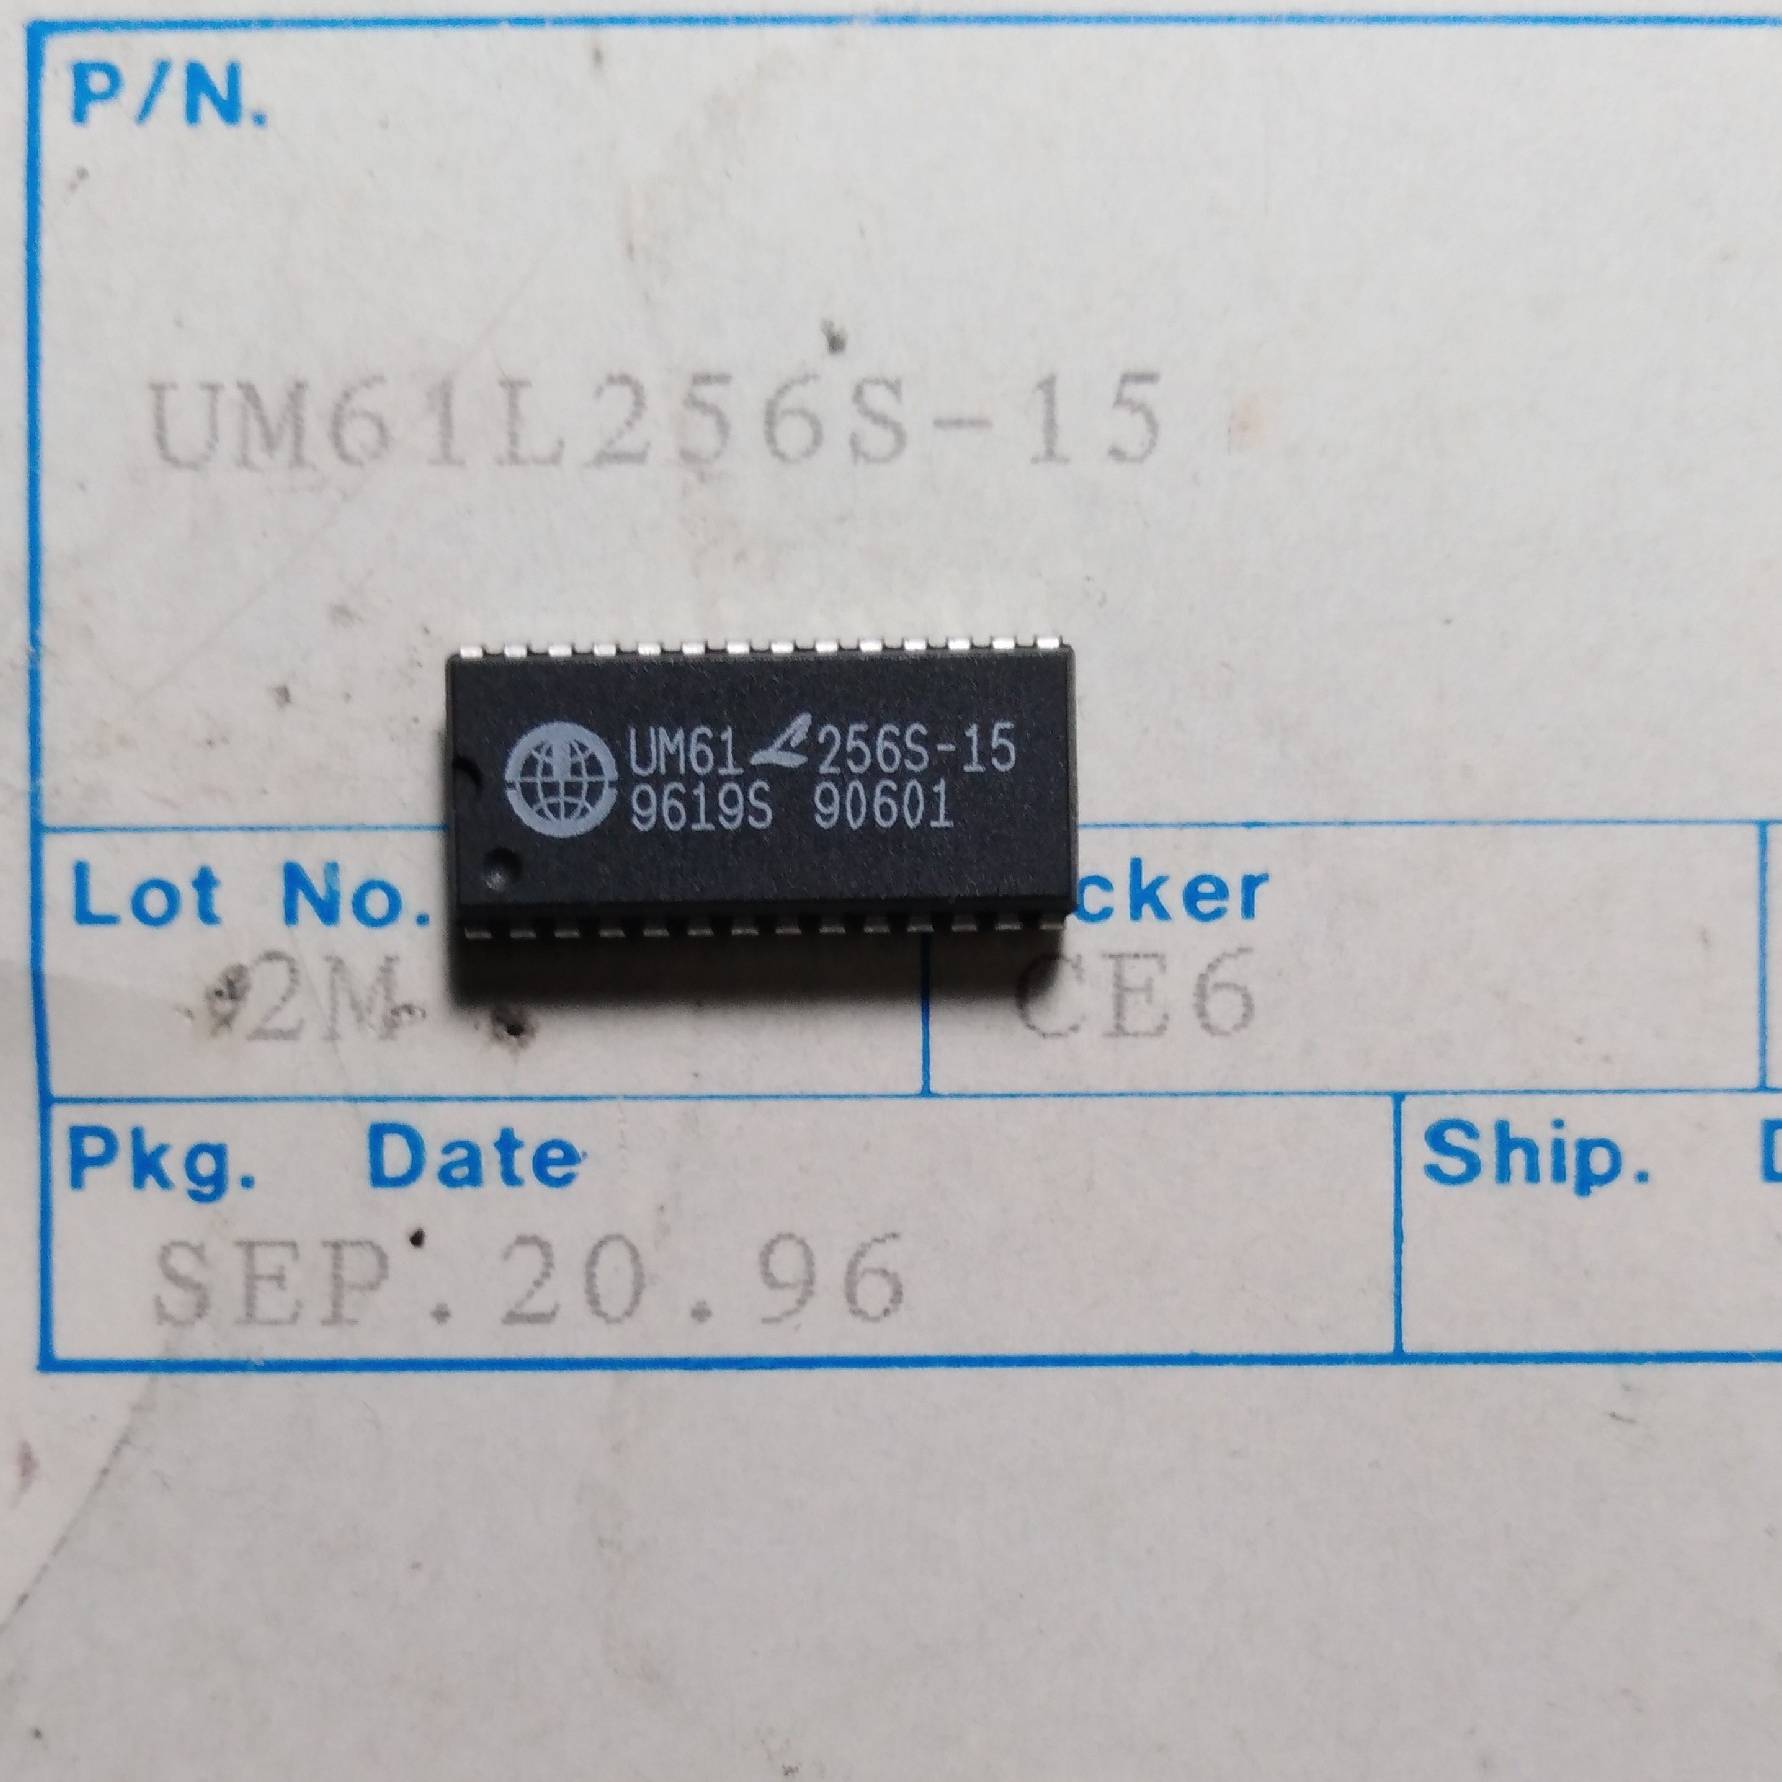 P/N.
UM61L256S-15
UM61L256S-15
9619S 90601
Lot No.
2M
cker
CE6
Pkg. Date
SEP.20.96
Ship. D